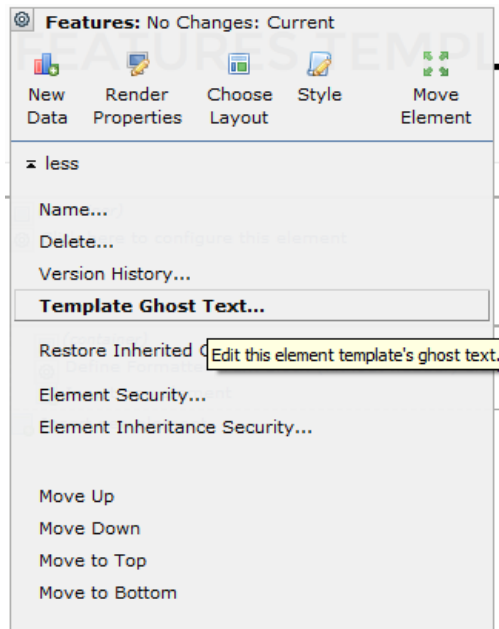 Features: No Changes: Current
FEATURES TEMPL
New Data
Render Properties
Choose Layout
Style
Move Element
less
Name...
Delete...
Version History...
Template Ghost Text...
Restore Inherited
Edit this element template's ghost text.
Element Security...
Element Inheritance Security...
Move Up
Move Down
Move to Top
Move to Bottom